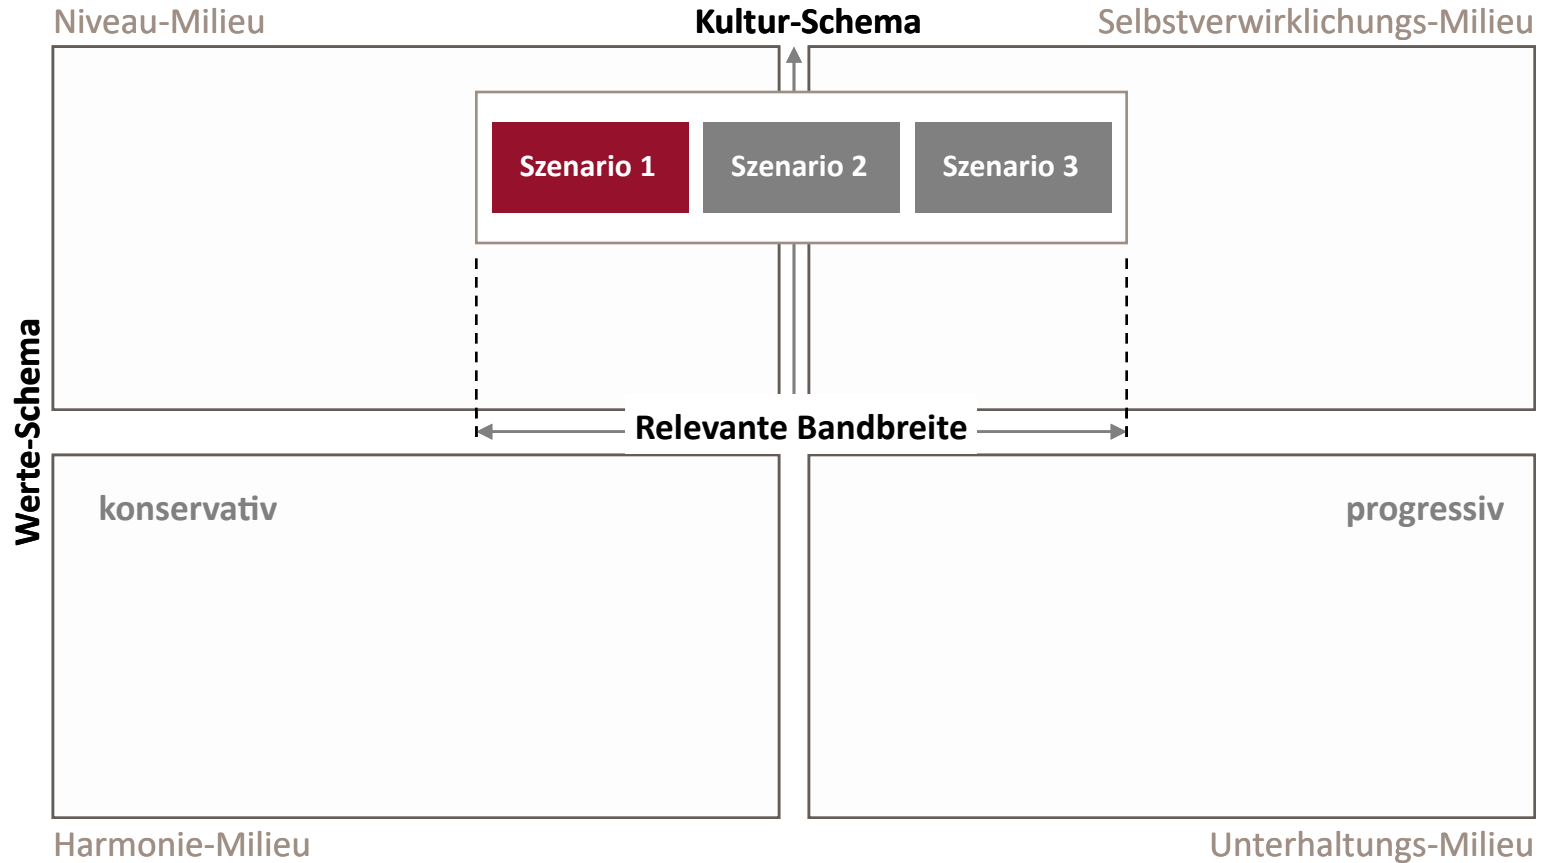 Niveau-Milieu
Kultur-Schema
Selbstverwirklichungs-Milieu
Szenario 1
Szenario 2
Szenario 3
Werte-Schema
Relevante Bandbreite
konservativ
progressiv
Harmonie-Milieu
Unterhaltungs-Milieu